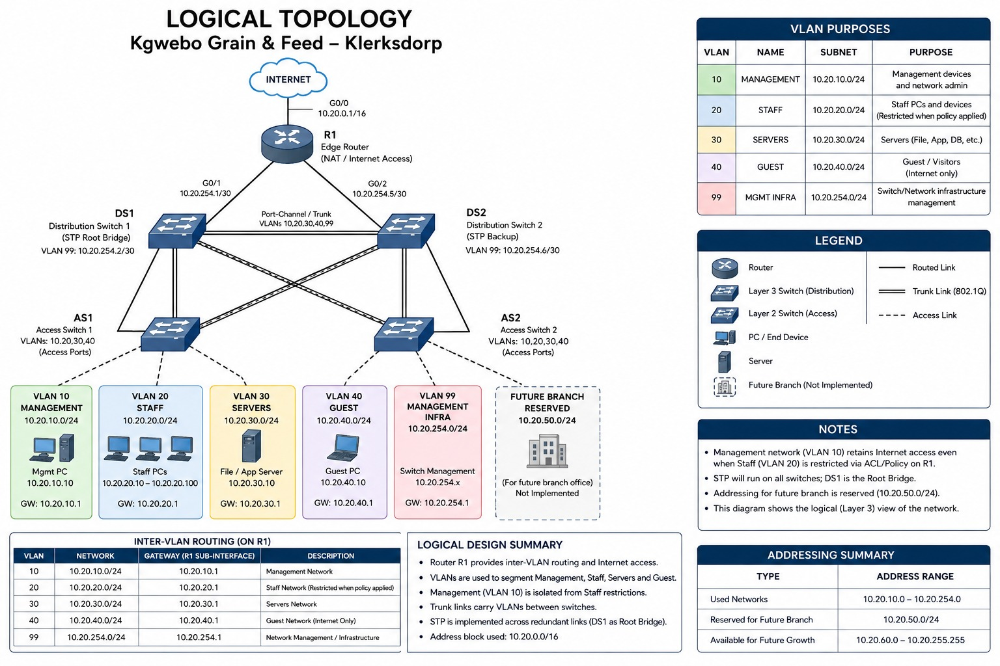 LOGICAL TOPOLOGY
Kgwebo Grain & Feed – Klerksdorp
INTERNET
G0/0
10.20.0.1/16
R1
Edge Router
(NAT / Internet Access)
G0/1
10.20.254.1/30
G0/2
10.20.254.5/30
DS1
Distribution Switch 1
(STP Root Bridge)
VLAN 99: 10.20.254.2/30
Port-Channel / Trunk
VLANs 10,20,30,40,99
DS2
Distribution Switch 2
(STP Backup)
VLAN 99: 10.20.254.6/30
AS1
Access Switch 1
VLANs: 10,20,30,40
(Access Ports)
AS2
Access Switch 2
VLANs: 10,20,30,40
(Access Ports)
VLAN 10
MANAGEMENT
10.20.10.0/24
Mgmt PC
10.20.10.10
GW: 10.20.10.1
VLAN 20
STAFF
10.20.20.0/24
Staff PCs
10.20.20.10 – 10.20.20.100
GW: 10.20.20.1
VLAN 30
SERVERS
10.20.30.0/24
File / App Server
10.20.30.10
GW: 10.20.30.1
VLAN 40
GUEST
10.20.40.0/24
Guest PC
10.20.40.10
GW: 10.20.40.1
VLAN 99
MANAGEMENT
INFRA
10.20.254.0/24
Switch Management
10.20.254.x
GW: 10.20.254.1
FUTURE BRANCH
RESERVED
10.20.50.0/24
(For future branch office)
Not Implemented
INTER-VLAN ROUTING (ON R1)
VLAN NETWORK GATEWAY (R1 SUB-INTERFACE) DESCRIPTION
10 10.20.10.0/24 10.20.10.1 Management Network
20 10.20.20.0/24 10.20.20.1 Staff Network (Restricted when policy applied)
30 10.20.30.0/24 10.20.30.1 Servers Network
40 10.20.40.0/24 10.20.40.1 Guest Network (Internet Only)
99 10.20.254.0/24 10.20.254.1 Network Management / Infrastructure
LOGICAL DESIGN SUMMARY
• Router R1 provides inter-VLAN routing and Internet access.
• VLANs are used to segment Management, Staff, Servers and Guest.
• Management (VLAN 10) is isolated from Staff restrictions.
• Trunk links carry VLANs between switches.
• STP is implemented across redundant links (DS1 as Root Bridge).
• Address block used: 10.20.0.0/16
VLAN PURPOSES
VLAN NAME SUBNET PURPOSE
10 MANAGEMENT 10.20.10.0/24 Management devices
and network admin
20 STAFF 10.20.20.0/24 Staff PCs and devices
(Restricted when policy applied)
30 SERVERS 10.20.30.0/24 Servers (File, App, DB, etc.)
40 GUEST 10.20.40.0/24 Guest / Visitors
(Internet only)
99 MGMT INFRA 10.20.254.0/24 Switch/Network infrastructure
management
LEGEND
Router
Layer 3 Switch (Distribution)
Layer 2 Switch (Access)
PC / End Device
Server
Future Branch (Not Implemented)
Routed Link
Trunk Link (802.1Q)
Access Link
NOTES
• Management network (VLAN 10) retains Internet access even
when Staff (VLAN 20) is restricted via ACL/Policy on R1.
• STP will run on all switches; DS1 is the Root Bridge.
• Addressing for future branch is reserved (10.20.50.0/24).
• This diagram shows the logical (Layer 3) view of the network.
ADDRESSING SUMMARY
TYPE ADDRESS RANGE
Used Networks 10.20.10.0 – 10.20.254.0
Reserved for Future Branch 10.20.50.0/24
Available for Future Growth 10.20.60.0 – 10.20.255.255